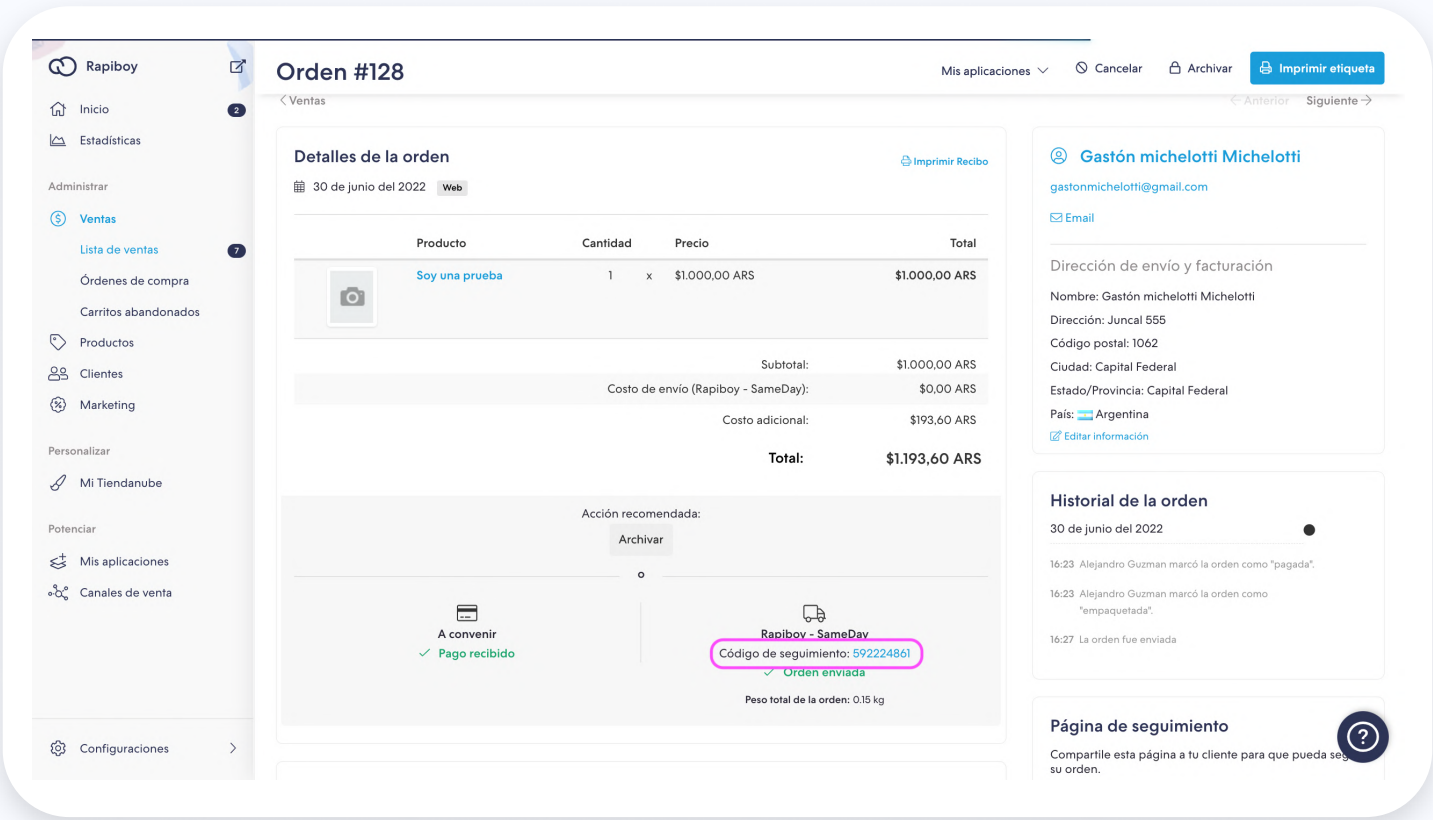 Rapiboy
Inicio 2
Estadísticas
Administrar
Ventas
Lista de ventas 7
Órdenes de compra
Carritos abandonados
Productos
Clientes
Marketing
Personalizar
Mi Tiendanube
Potenciar
Mis aplicaciones
Canales de venta
Configuraciones
Orden #128
Mis aplicaciones Cancelar Archivar Imprimir etiqueta
Ventas
Anterior Siguiente
Detalles de la orden
Imprimir Recibo
30 de junio del 2022 Web
Producto Cantidad Precio Total
Soy una prueba 1 x $1.000,00 ARS $1.000,00 ARS
Subtotal: $1.000,00 ARS
Costo de envío (Rapiboy - SameDay): $0,00 ARS
Costo adicional: $193,60 ARS
Total: $1.193,60 ARS
Acción recomendada:
Archivar
o
A convenir
Pago recibido
Rapiboy - SameDay
Código de seguimiento: 592224861
Orden enviada
Peso total de la orden: 0.15 kg
Gastón michelotti Michelotti
gastonmichelotti@gmail.com
Email
Dirección de envío y facturación
Nombre: Gastón michelotti Michelotti
Dirección: Juncal 555
Código postal: 1062
Ciudad: Capital Federal
Estado/Provincia: Capital Federal
País: Argentina
Editar información
Historial de la orden
30 de junio del 2022
16:23 Alejandro Guzman marcó la orden como "pagada".
16:23 Alejandro Guzman marcó la orden como
"empaquetada".
16:27 La orden fue enviada
Página de seguimiento
Compartile esta página a tu cliente para que pueda
su orden.
?